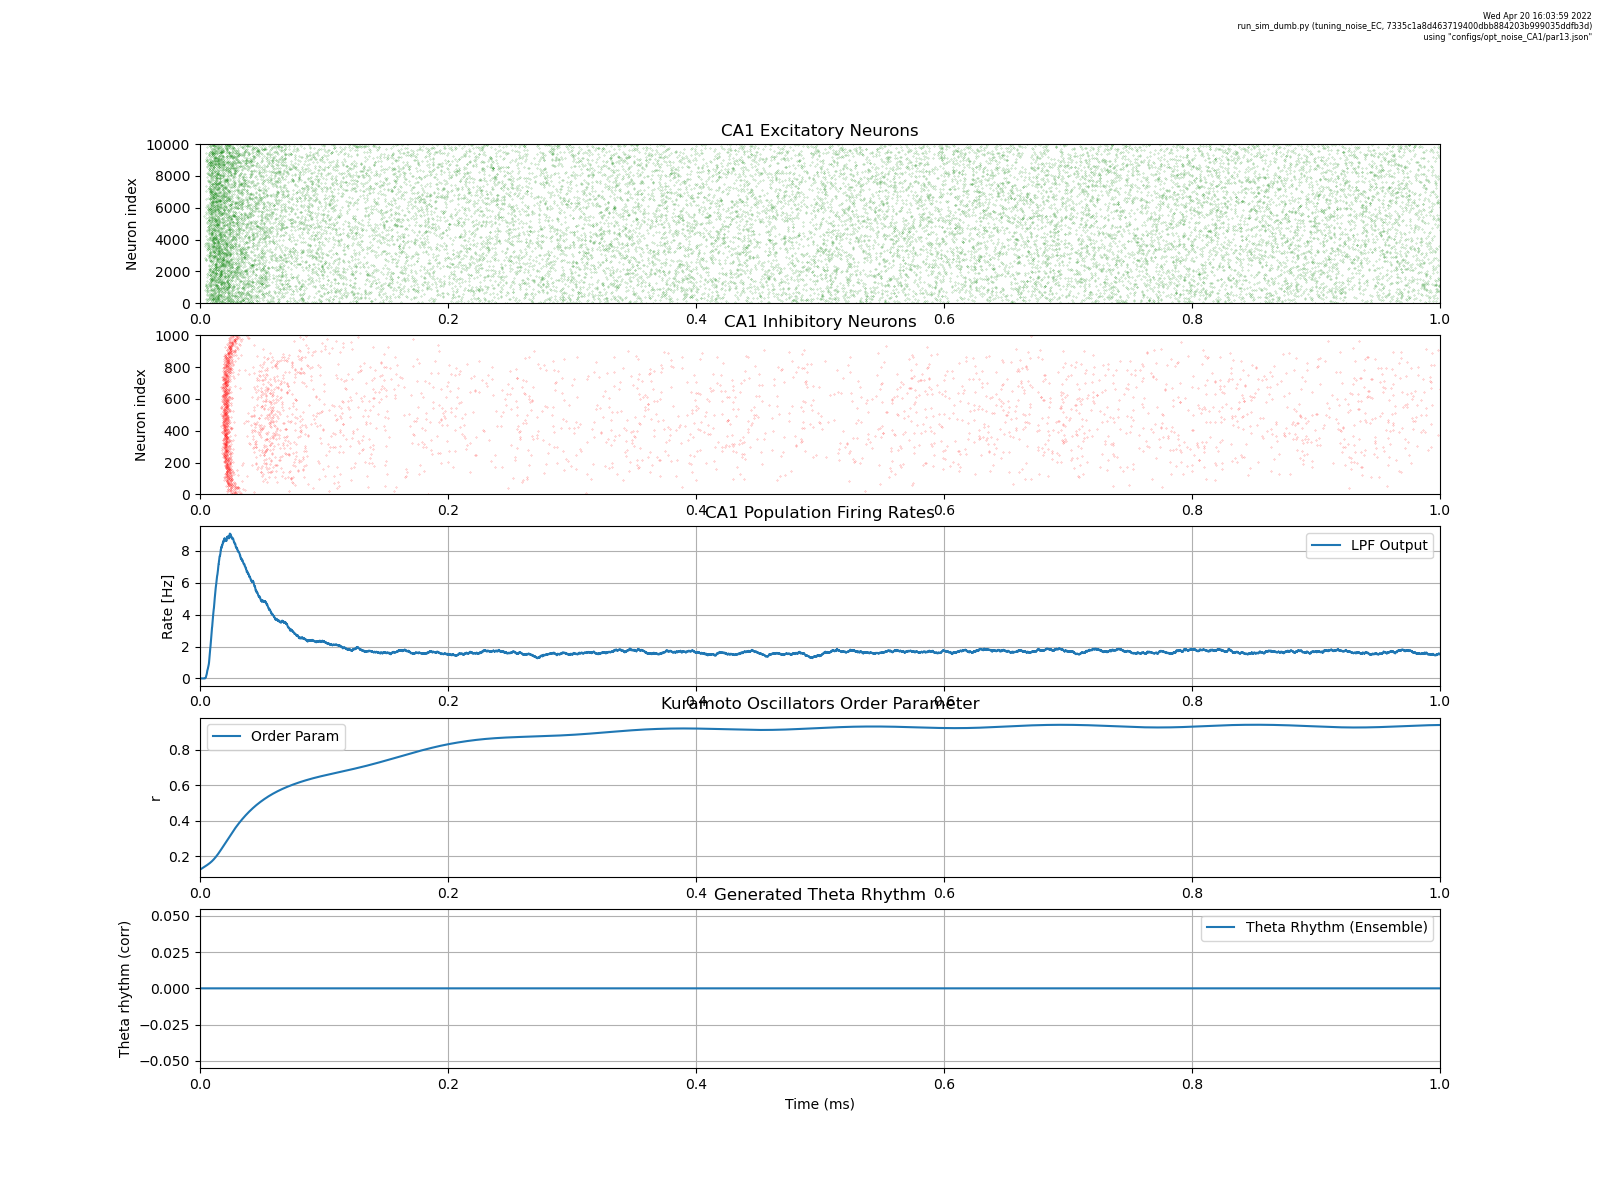 Wed Apr 20 16:03:59 2022
run_sim_dumb.py (tuning_noise_EC, 7335c1a8d463719400dbb884203b999035ddfb3d)
using "configs/opt_noise_CA1/par13.json"
CA1 Excitatory Neurons
Neuron index
10000
8000
6000
4000
2000
0
0.0 0.2 0.4 0.6 0.8 1.0
CA1 Inhibitory Neurons
Neuron index
1000
800
600
400
200
0
0.0 0.2 0.4 0.6 0.8 1.0
CA1 Population Firing Rates
Rate [Hz]
8
6
4
2
0
LPF Output
0.0 0.2 0.4 0.6 0.8 1.0
Kuramoto Oscillators Order Parameter
r
0.8
0.6
0.4
0.2
Order Param
0.0 0.2 0.4 0.6 0.8 1.0
Generated Theta Rhythm
Theta rhythm (corr)
0.050
0.025
0.000
−0.025
−0.050
Theta Rhythm (Ensemble)
0.0 0.2 0.4 0.6 0.8 1.0
Time (ms)